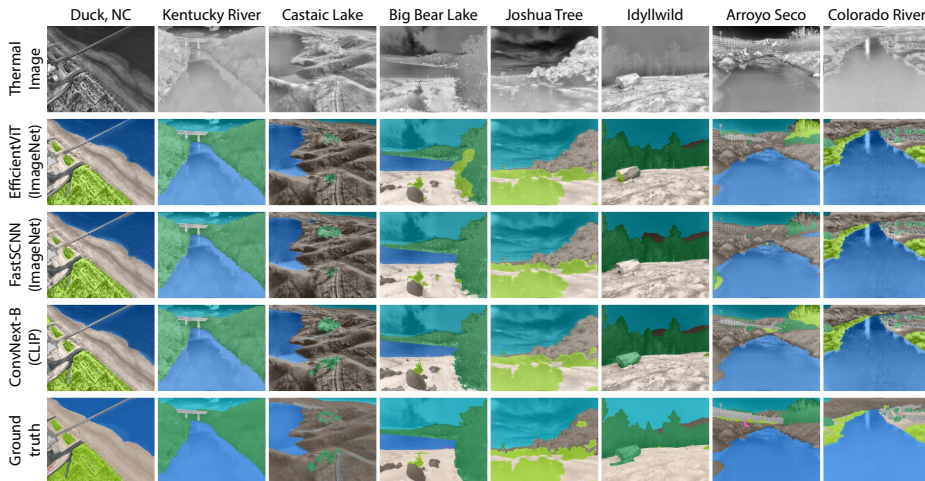 Duck, NC Kentucky River Castaic Lake Big Bear Lake Joshua Tree Idyllwild Arroyo Seco Colorado River
Thermal
Image
EfficientViT
(ImageNet)
FastSCNN
(ImageNet)
ConvNext-B
(CLIP)
Ground
truth